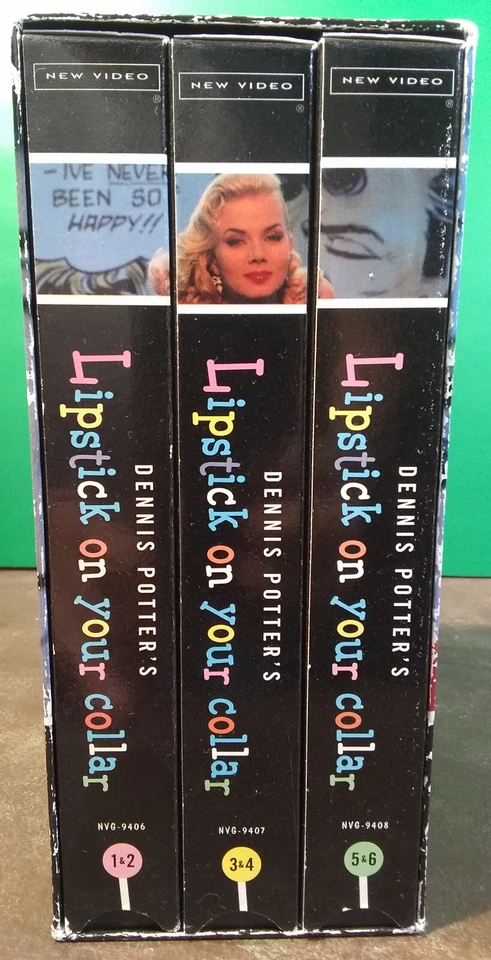 NEW VIDEO
®
- I'VE NEVER
BEEN SO
HAPPY!!
DENNIS POTTER'S
Lipstick on your collar
NVG-9406
1&2
NEW VIDEO
®
DENNIS POTTER'S
Lipstick on your collar
NVG-9407
3&4
NEW VIDEO
®
DENNIS POTTER'S
Lipstick on your collar
NVG-9408
5&6